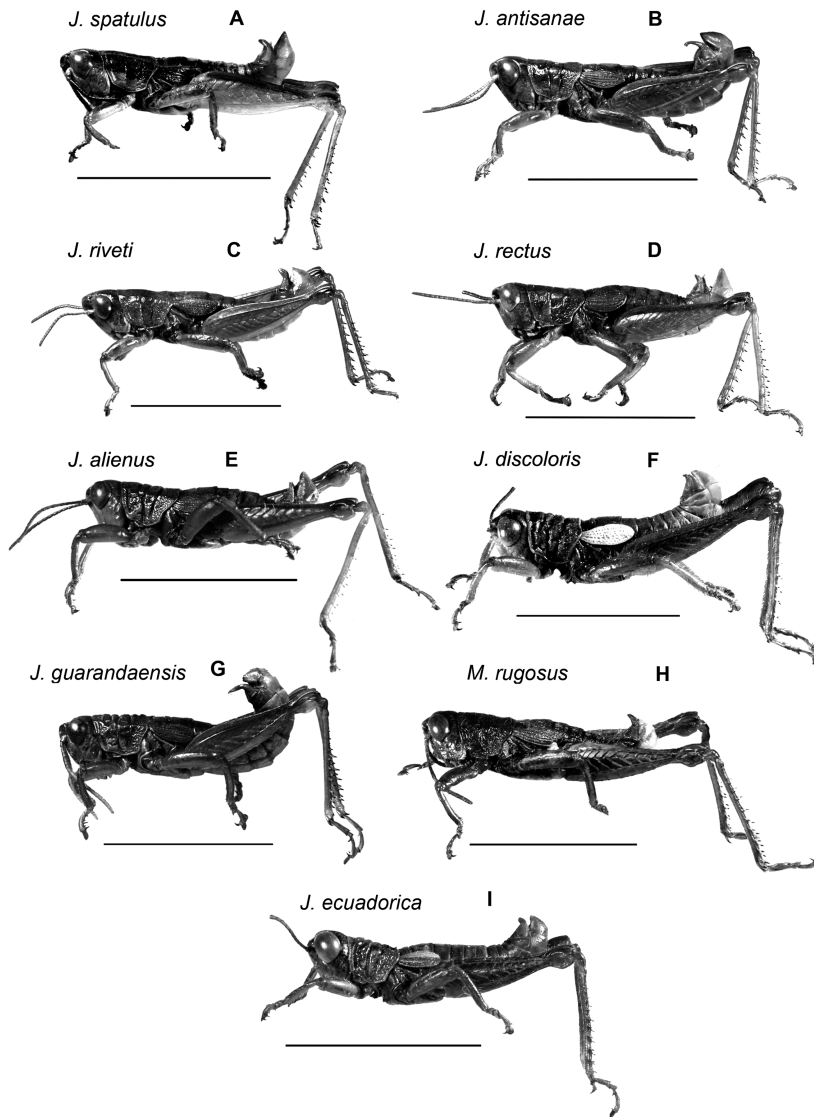 J. spatulus A
J. antisanae B
J. riveti C
J. rectus D
J. alienus E
J. discoloris F
J. guarandaensis G
M. rugosus H
J. ecuadorica I